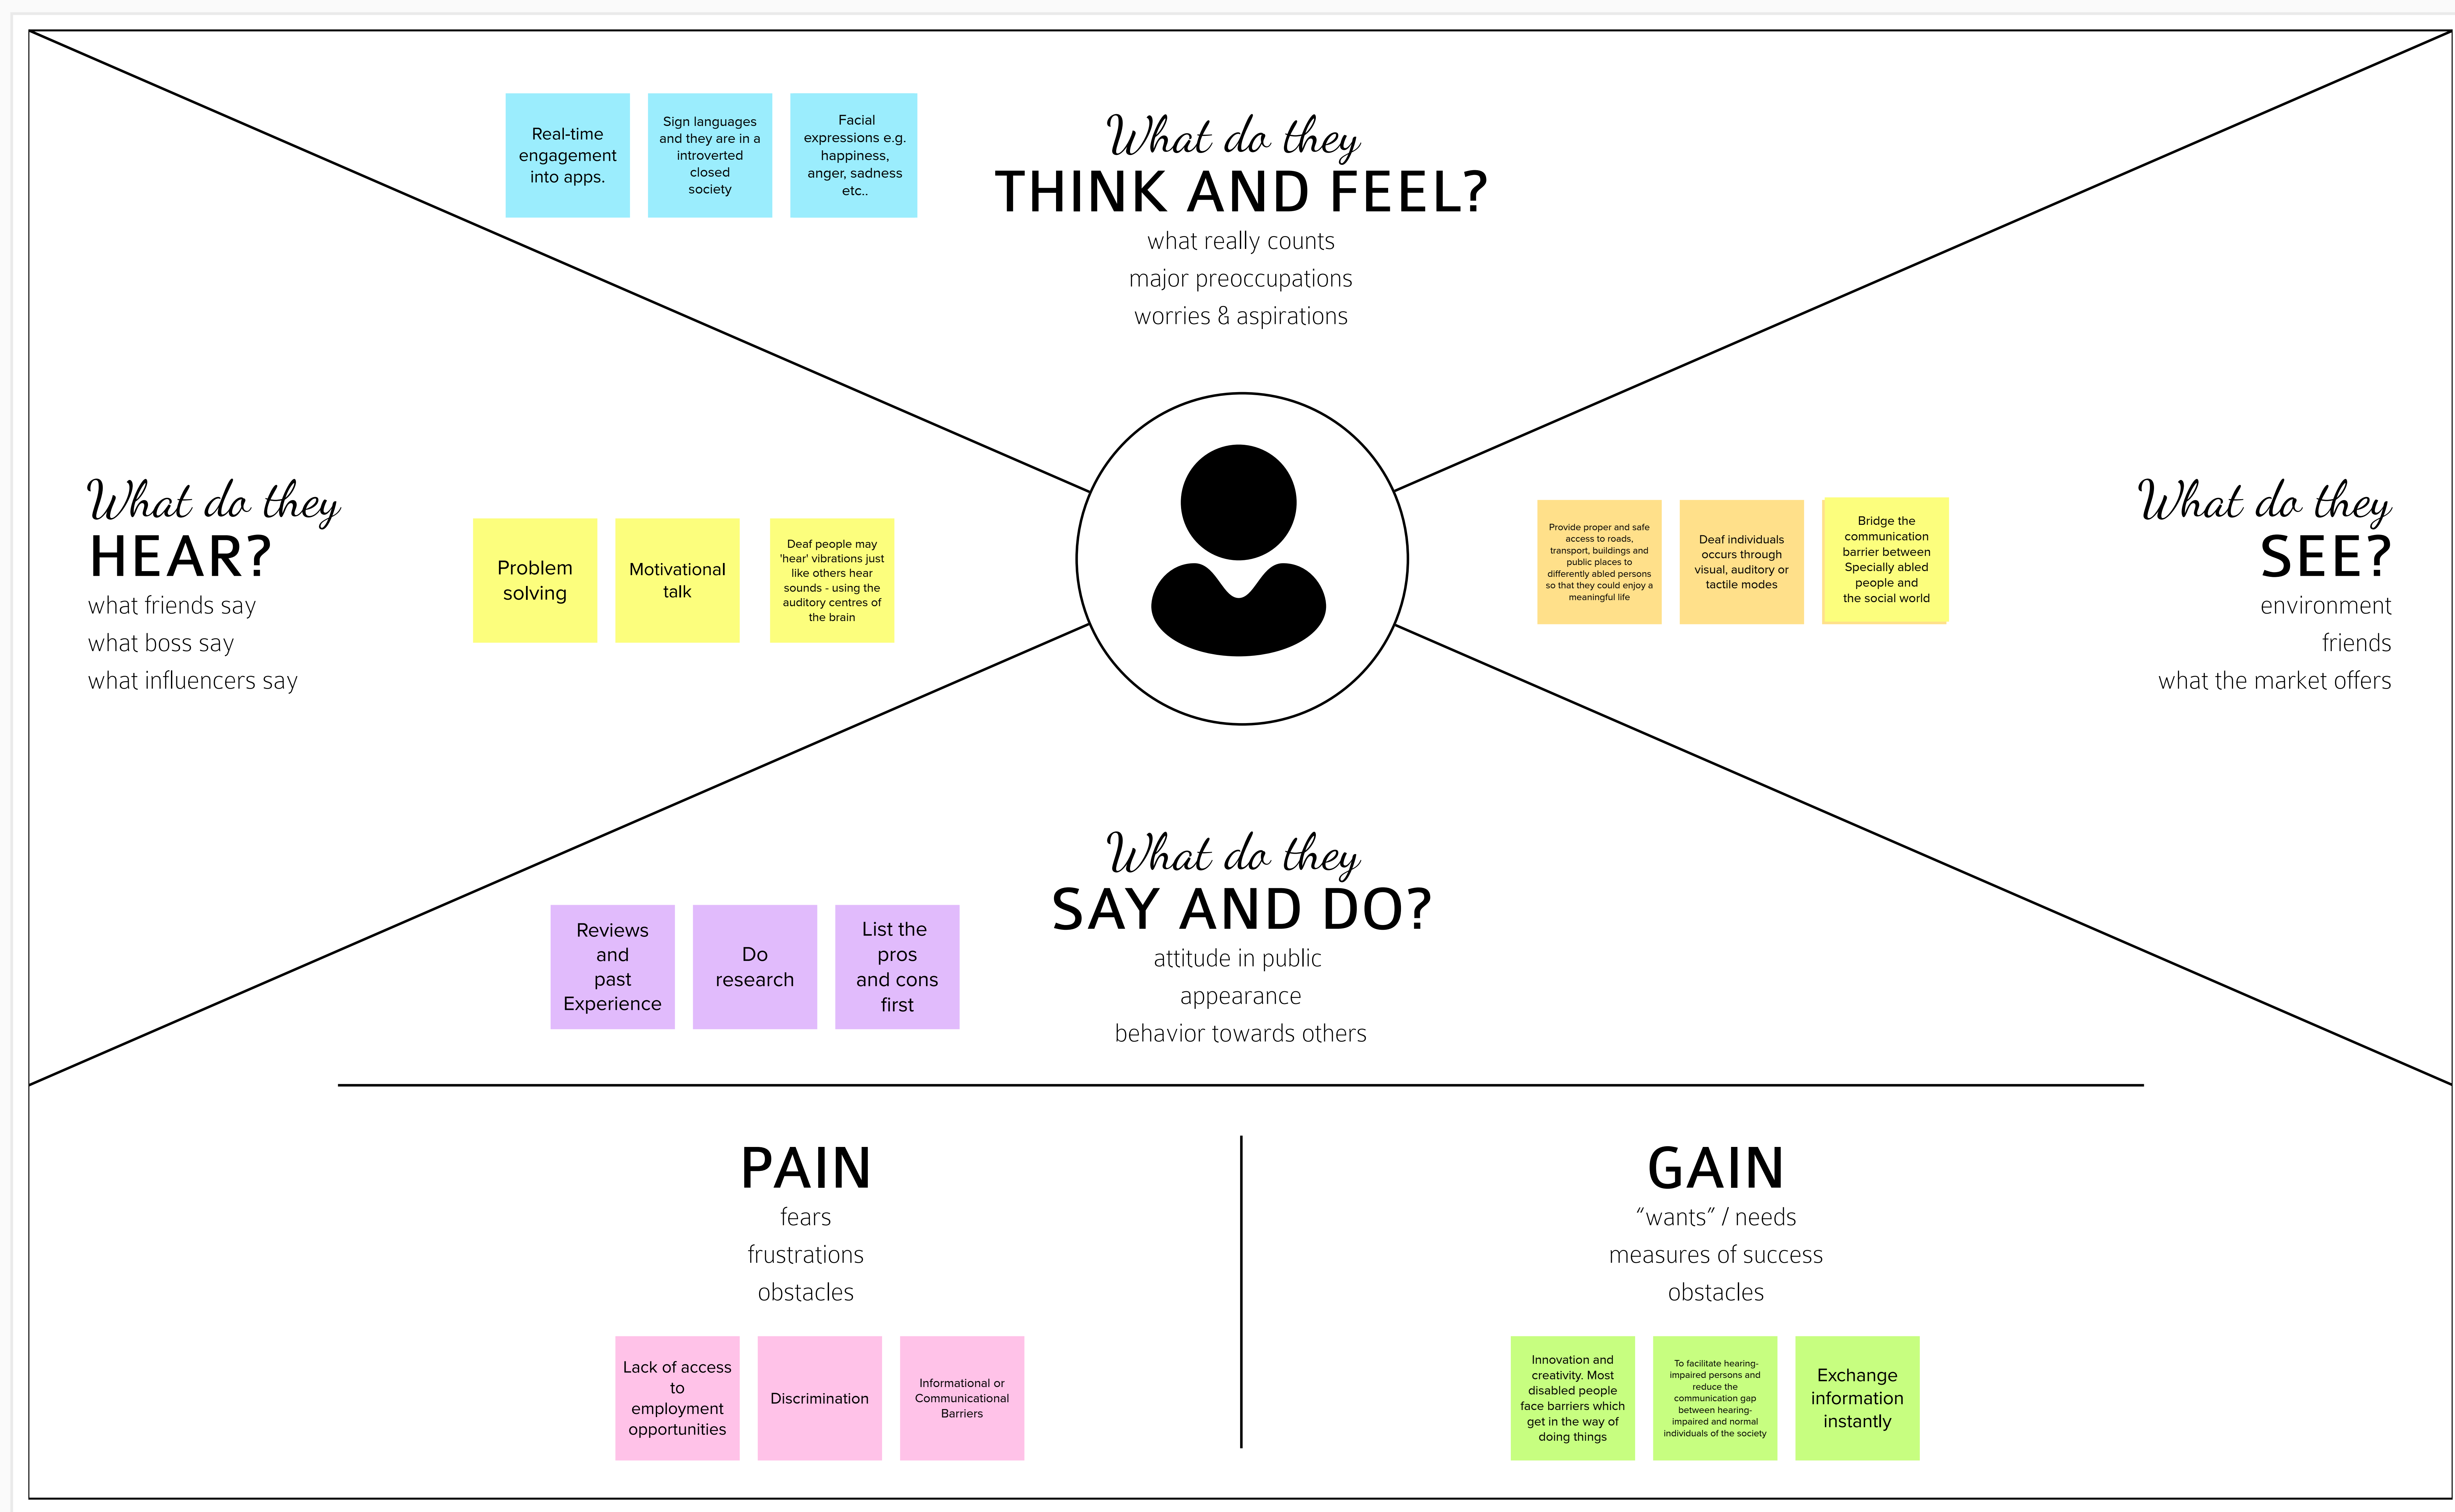 Real-time
engagement
into apps.
Sign languages
and they are in a
introverted
closed
society
Facial
expressions e.g.
happiness,
anger, sadness
etc..
What do they
THINK AND FEEL?
what really counts
major preoccupations
worries & aspirations
What do they
HEAR?
what friends say
what boss say
what influencers say
Problem
solving
Motivational
talk
Deaf people may
'hear' vibrations just
like others hear
sounds - using the
auditory centres of
the brain
Provide proper and safe
access to roads,
transport, buildings and
public places to
differently abled persons
so that they could enjoy a
meaningful life
Deaf individuals
occurs through
visual, auditory or
tactile modes
Bridge the
communication
barrier between
Specially abled
people and
the social world
What do they
SEE?
environment
friends
what the market offers
Reviews
and
past
Experience
Do
research
List the
pros
and cons
first
What do they
SAY AND DO?
attitude in public
appearance
behavior towards others
PAIN
fears
frustrations
obstacles
Lack of access
to
employment
opportunities
Discrimination
Informational or
Communicational
Barriers
GAIN
“wants” / needs
measures of success
obstacles
Innovation and
creativity. Most
disabled people
face barriers which
get in the way of
doing things
To facilitate hearing-
impaired persons and
reduce the
communication gap
between hearing-
impaired and normal
individuals of the society
Exchange
information
instantly